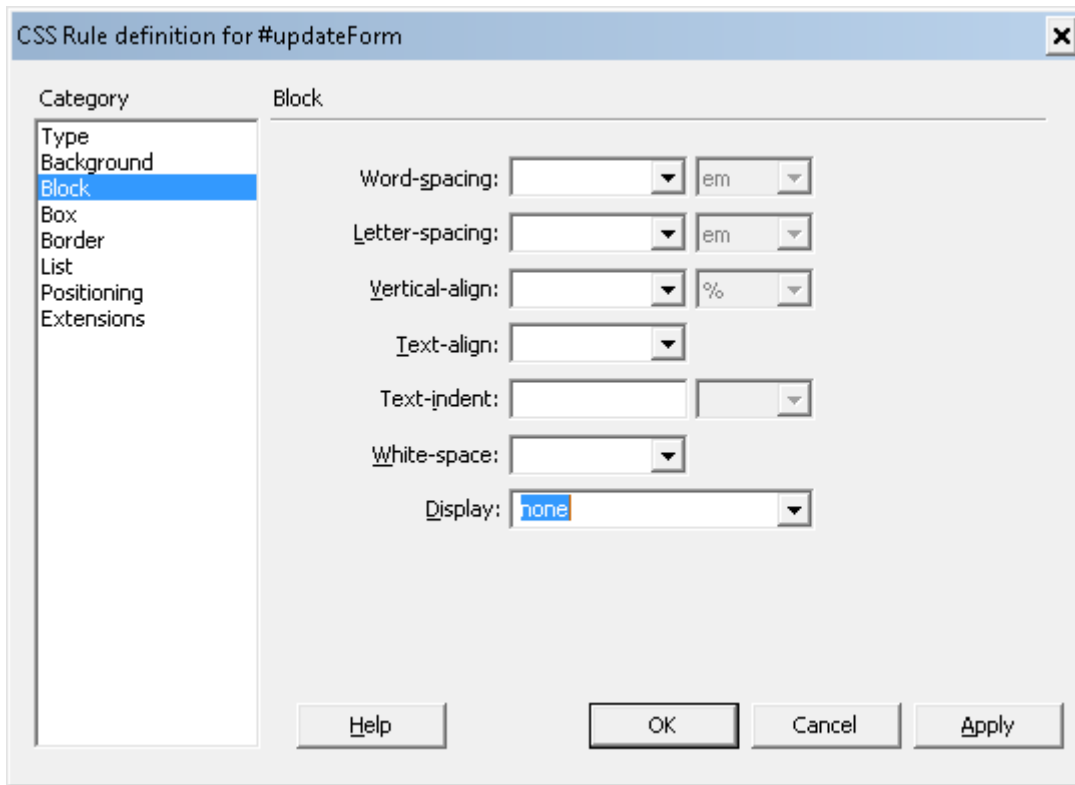 CSS Rule definition for #updateForm
Category
Block
Type
Background
Block
Box
Border
List
Positioning
Extensions
Word-spacing: em
Letter-spacing: em
Vertical-align: %
Text-align:
Text-indent:
White-space:
Display: none
Help OK Cancel Apply